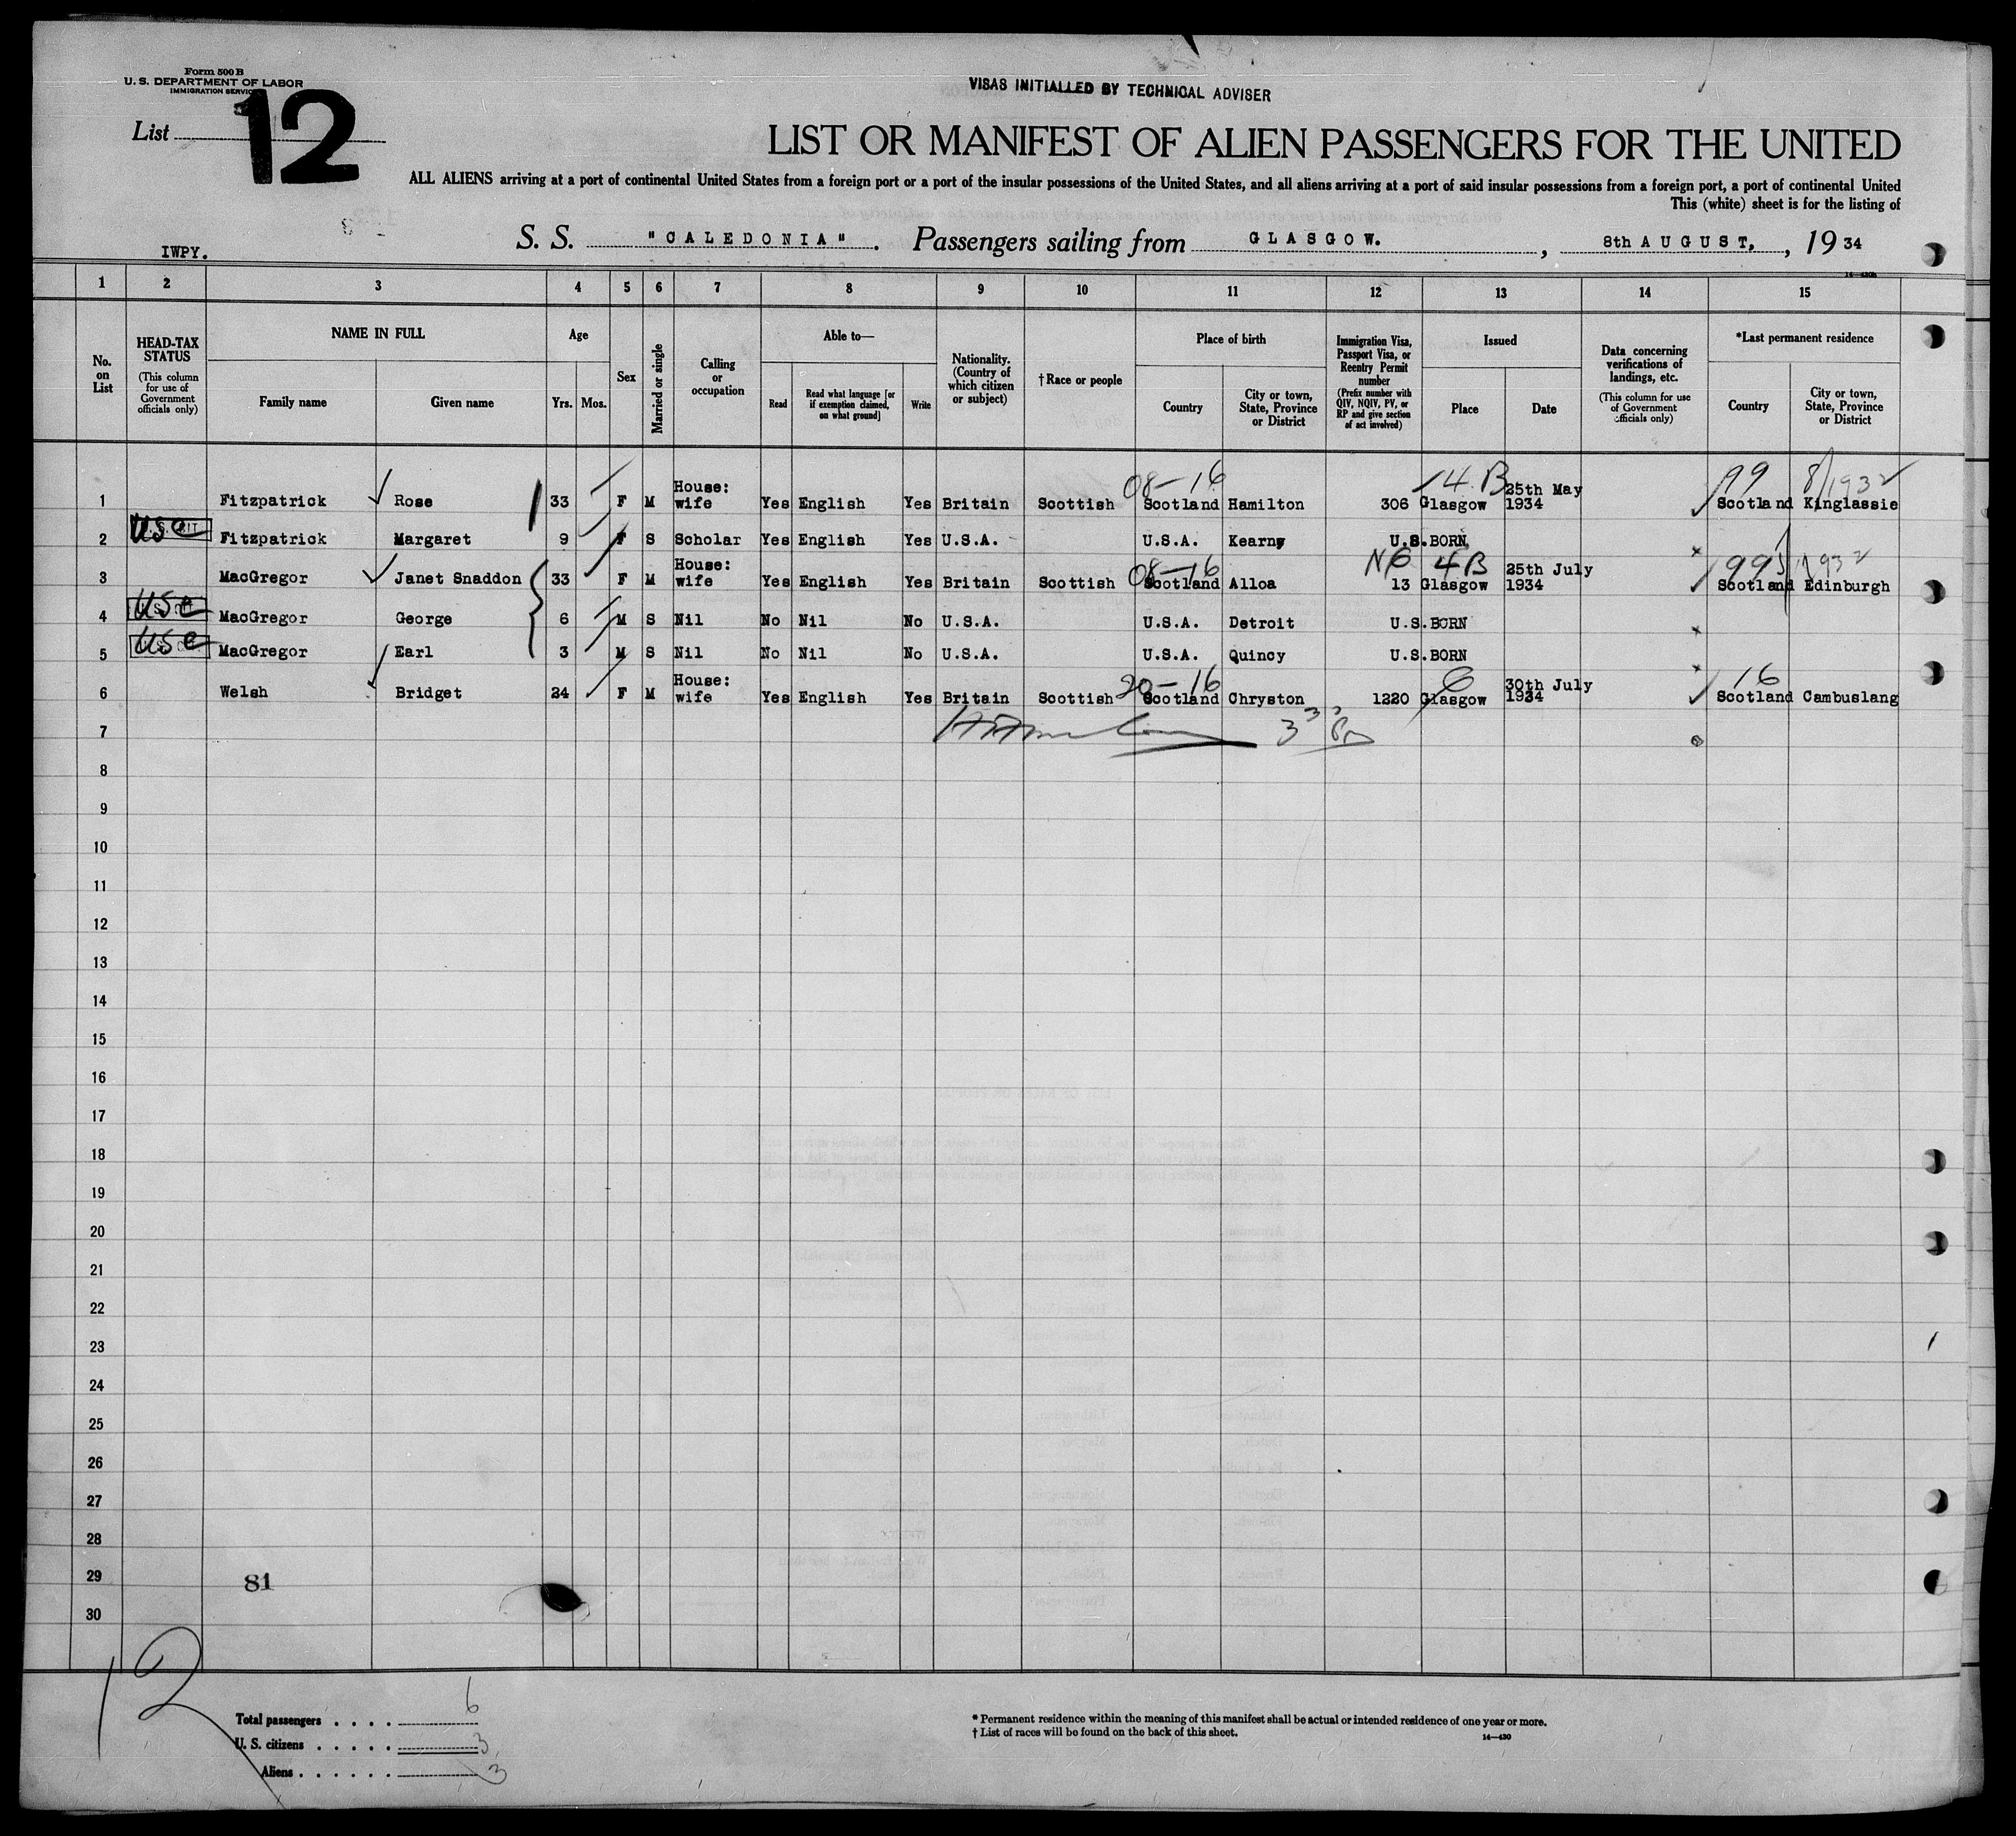 Form 500 B
U. S. DEPARTMENT OF LABOR
IMMIGRATION SERVICE
VISAS INITIALLED BY TECHNICAL ADVISER
List 12
LIST OR MANIFEST OF ALIEN PASSENGERS FOR THE UNITED
ALL ALIENS arriving at a port of continental United States from a foreign port or a port of the insular possessions of the United States, and all aliens arriving at a port of said insular possessions from a foreign port, a port of continental United
This (white) sheet is for the listing of
IWPY.
S. S. "CALEDONIA". Passengers sailing from GLASGOW., 8th AUGUST,, 19 34
14—430b
1 2 3 4 5 6 7 8 9 10 11 12 13 14 15
No. on List
HEAD-TAX STATUS
(This column for use of Government officials only)
NAME IN FULL
Family name Given name
Age
Yrs. Mos.
Sex
Married or single
Calling or occupation
Able to—
Read
Read what language [or if exemption claimed, on what ground]
Write
Nationality. (Country of which citizen or subject)
† Race or people
Place of birth
Country
City or town, State, Province or District
Immigration Visa, Passport Visa, or Reentry Permit number
(Prefix number with QIV, NQIV, PV, or RP and give section of act involved)
Issued
Place Date
Data concerning verifications of landings, etc.
(This column for use of Government officials only)
*Last permanent residence
Country
City or town, State, Province or District
08-16 4 B 99 8/1932
1 Fitzpatrick Rose 33 F M House: wife Yes English Yes Britain Scottish Scotland Hamilton 306 Glasgow 25th May 1934 Scotland Kinglassie
2 USC Fitzpatrick Margaret 9 F S Scholar Yes English Yes U.S.A. U.S.A. Kearny U.S.BORN
08-16 4B 99
3 MacGregor Janet Snaddon 33 F M House: wife Yes English Yes Britain Scottish Scotland Alloa 13 Glasgow 25th July 1934 Scotland Edinburgh
4 USC MacGregor George 6 M S Nil No Nil No U.S.A. U.S.A. Detroit U.S.BORN
5 USC MacGregor Earl 3 M S Nil No Nil No U.S.A. U.S.A. Quincy U.S.BORN
20-16 16
6 Welsh Bridget 24 F M House: wife Yes English Yes Britain Scottish Scotland Chryston 1220 Glasgow 30th July 1934 Scotland Cambuslang
7
8
9
10
11
12
13
14
15
16
17
18
19
20
21
22
23
24
25
26
27
28
29 81
30
12
Total passengers . . . . 6
U. S. citizens . . . . . 3
Aliens . . . . . . 3
* Permanent residence within the meaning of this manifest shall be actual or intended residence of one year or more.
† List of races will be found on the back of this sheet.
14—430